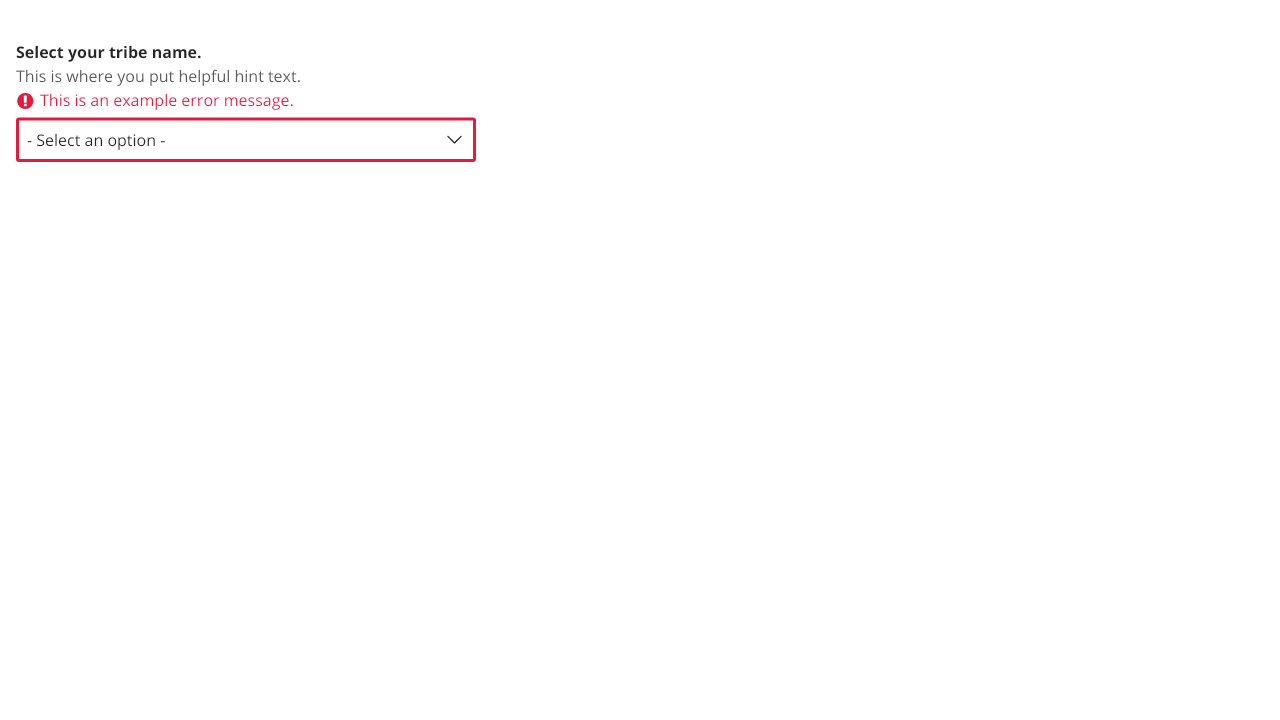 Select your tribe name.
This is where you put helpful hint text.
This is an example error message.
- Select an option -